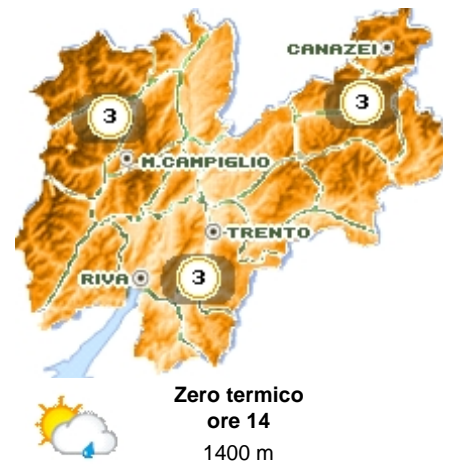 CANAZEI
3
3
M.CAMPIGLIO
TRENTO
RIVA
3
Zero termico
ore 14
1400 m